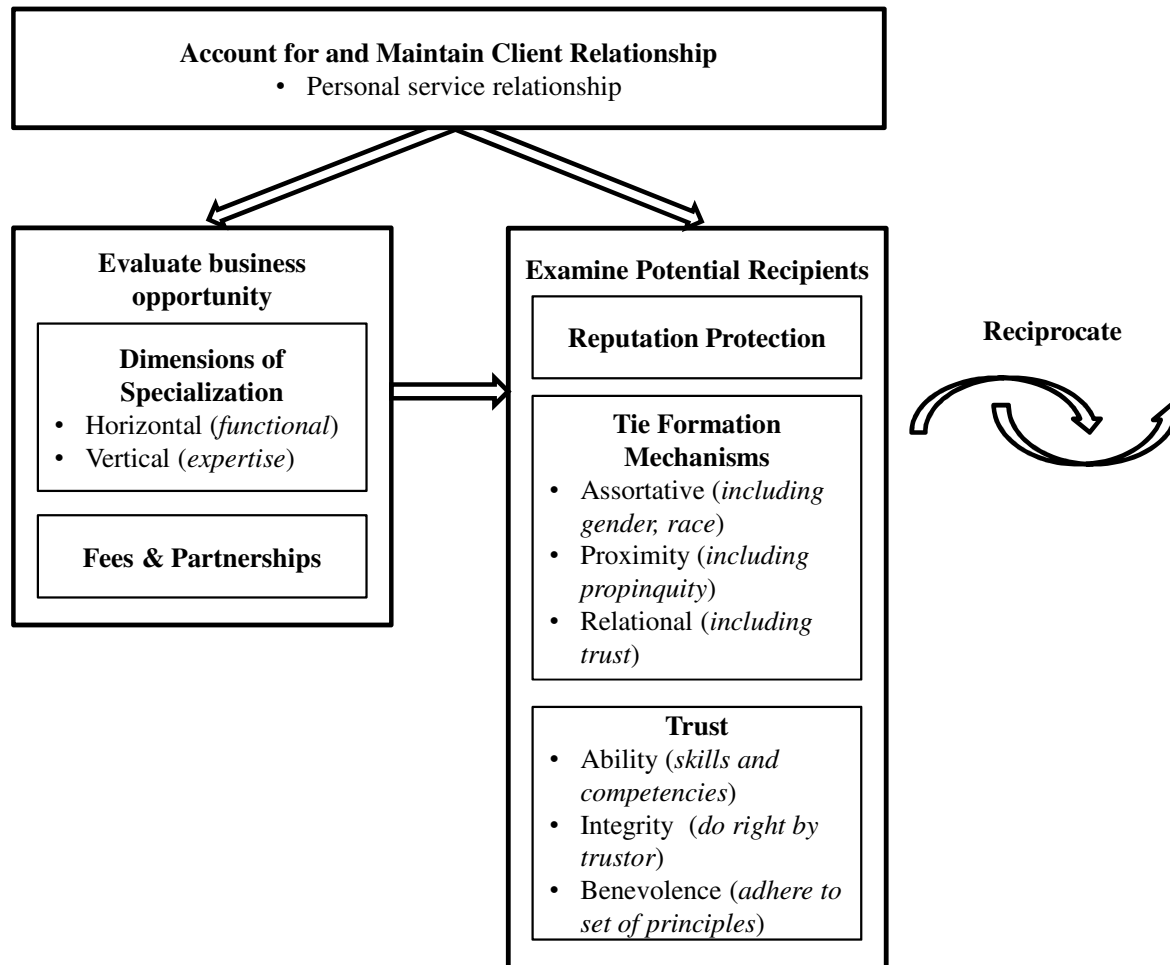 Account for and Maintain Client Relationship
• Personal service relationship
Evaluate business
opportunity
Dimensions of
Specialization
• Horizontal (functional)
• Vertical (expertise)
Fees & Partnerships
Examine Potential Recipients
Reputation Protection
Tie Formation
Mechanisms
• Assortative (including
gender, race)
• Proximity (including
propinquity)
• Relational (including
trust)
Trust
• Ability (skills and
competencies)
• Integrity (do right by
trustor)
• Benevolence (adhere to
set of principles)
Reciprocate